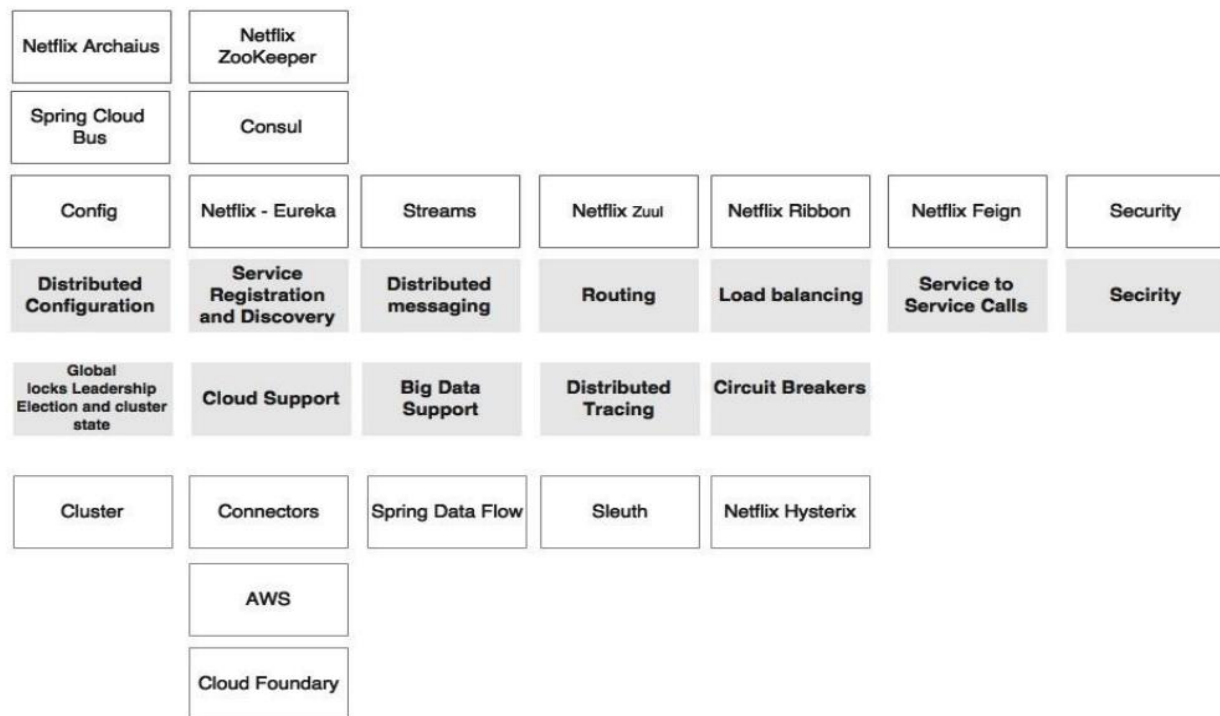 Netflix Archaius
Netflix
ZooKeeper
Spring Cloud
Bus
Consul
Config
Netflix - Eureka
Streams
Netflix Zuul
Netflix Ribbon
Netflix Feign
Security
Distributed
Configuration
Service
Registration
and Discovery
Distributed
messaging
Routing
Load balancing
Service to
Service Calls
Secirity
Global
locks Leadership
Election and cluster
state
Cloud Support
Big Data
Support
Distributed
Tracing
Circuit Breakers
Cluster
Connectors
Spring Data Flow
Sleuth
Netflix Hysterix
AWS
Cloud Foundary